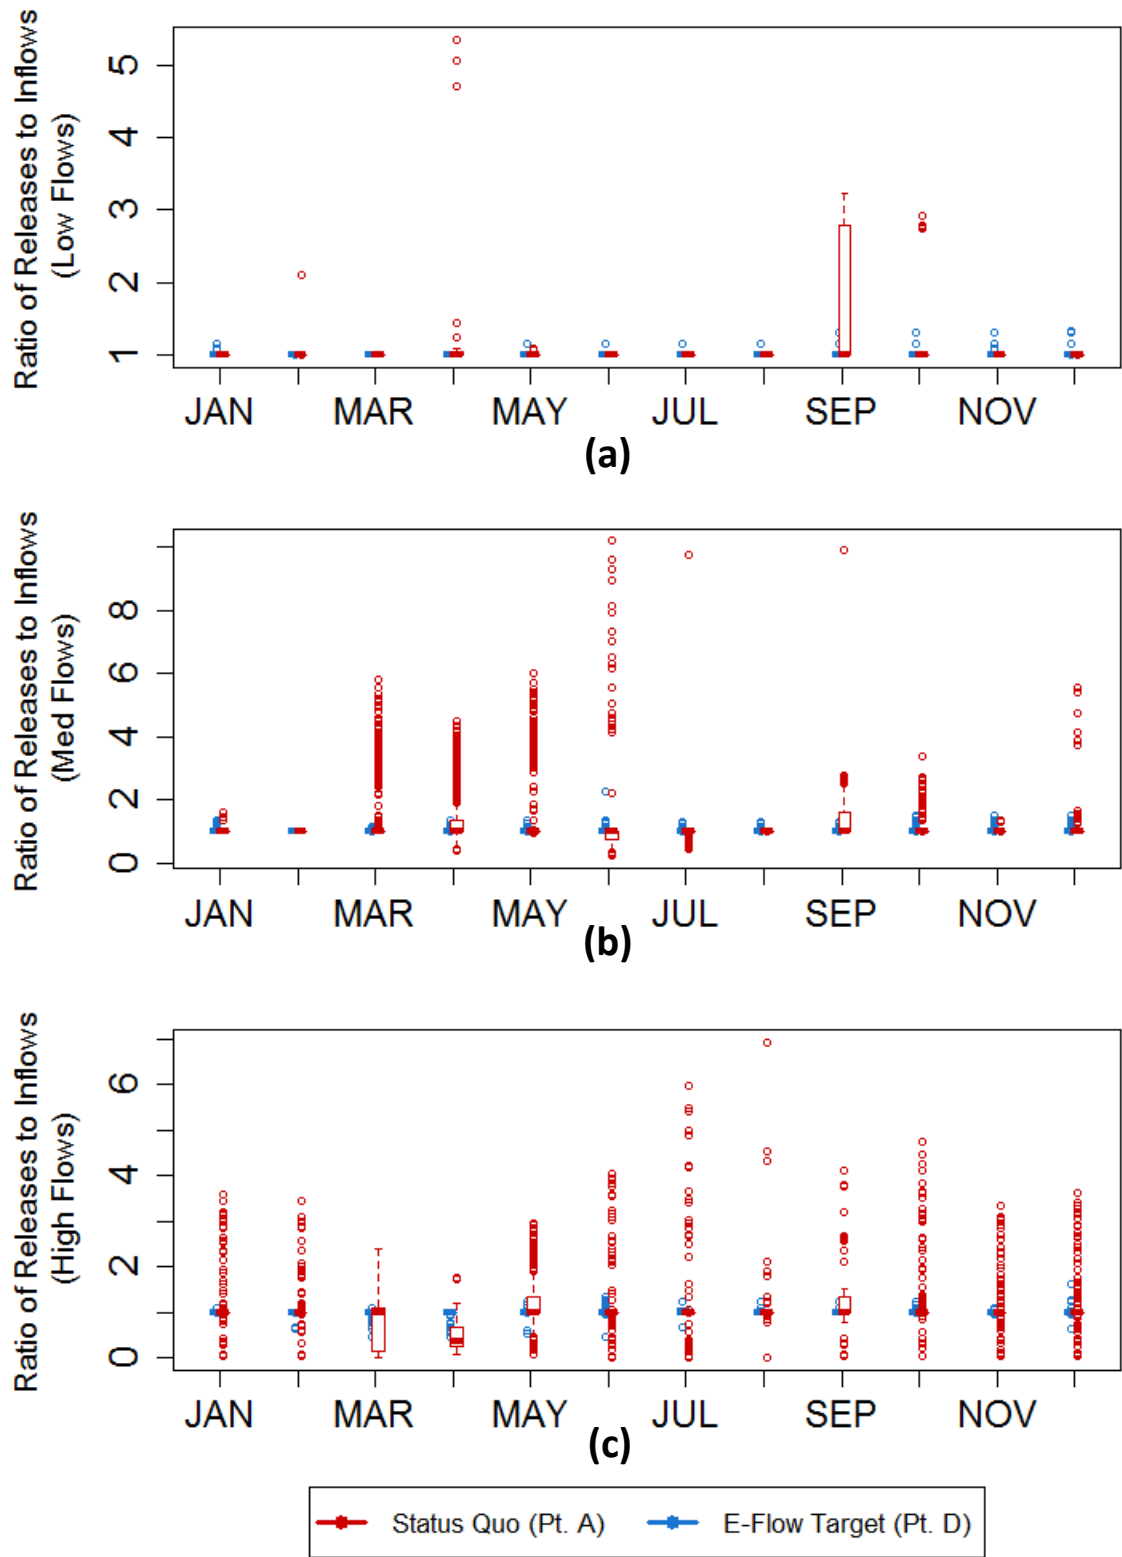 Ratio of Releases to Inflows
(Low Flows)
5
4
3
2
1
JAN MAR MAY JUL SEP NOV
(a)
Ratio of Releases to Inflows
(Med Flows)
8
6
4
2
0
JAN MAR MAY JUL SEP NOV
(b)
Ratio of Releases to Inflows
(High Flows)
6
4
2
0
JAN MAR MAY JUL SEP NOV
(c)
Status Quo (Pt. A) E-Flow Target (Pt. D)